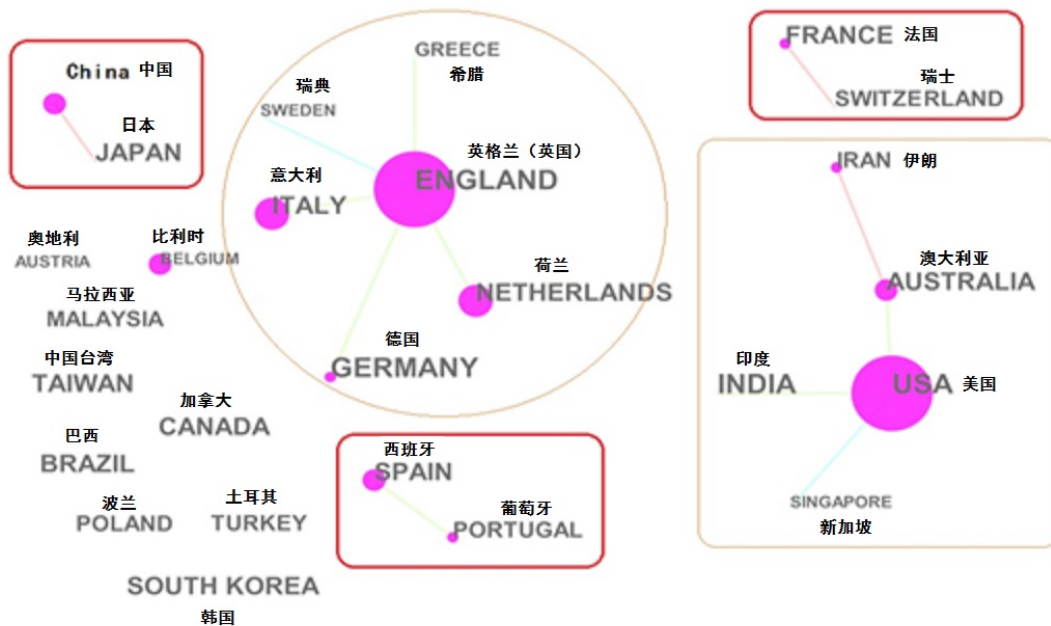 China 中国
日本
JAPAN
GREECE
希腊
瑞典
SWEDEN
英格兰（英国）
ENGLAND
意大利
ITALY
荷兰
NETHERLANDS
德国
GERMANY
FRANCE 法国
瑞士
SWITZERLAND
IRAN 伊朗
澳大利亚
AUSTRALIA
印度
INDIA
USA 美国
SINGAPORE
新加坡
奥地利
AUSTRIA
比利时
BELGIUM
马拉西亚
MALAYSIA
中国台湾
TAIWAN
加拿大
CANADA
巴西
BRAZIL
波兰
POLAND
土耳其
TURKEY
西班牙
SPAIN
葡萄牙
PORTUGAL
SOUTH KOREA
韩国